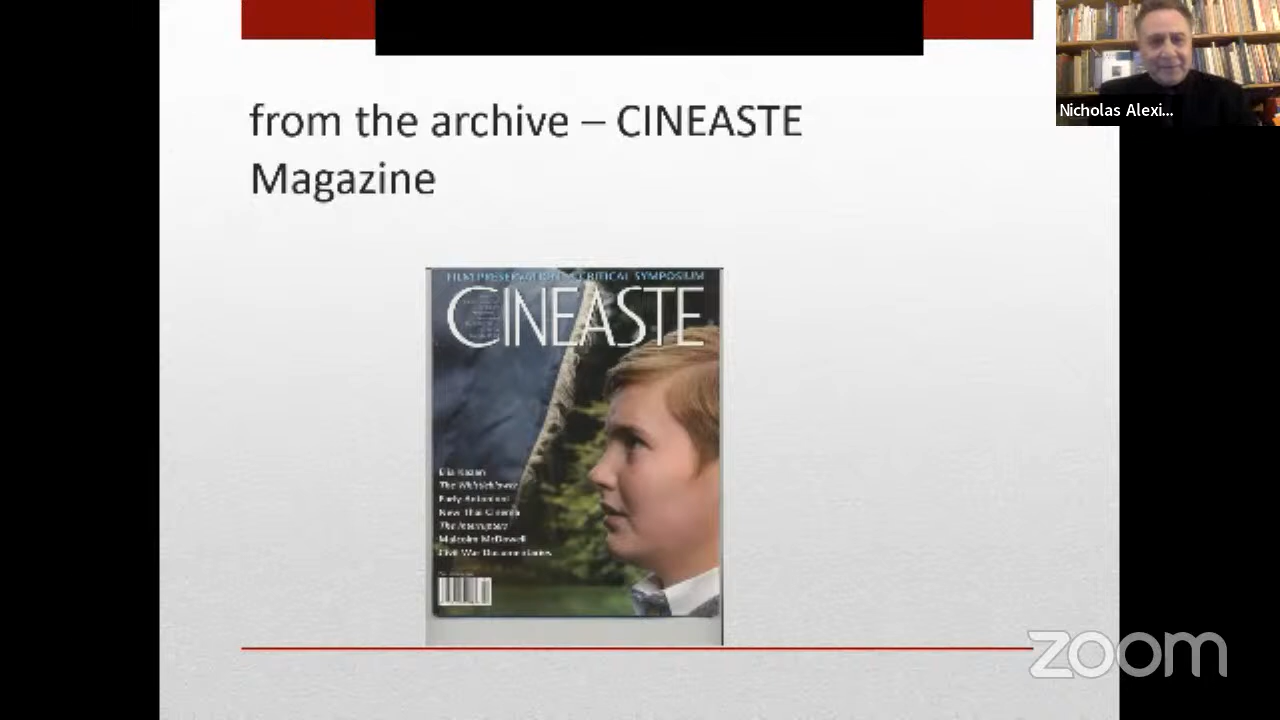 from the archive – CINEASTE
Magazine
Nicholas Alexi...
FILM PRESERVATION: A CRITICAL SYMPOSIUM
CINEASTE
Elia Kazan
The Whistleblower
Early Antonioni
New Thai Cinema
The Interrupters
Malcolm McDowell
Civil War Documentaries
zoom